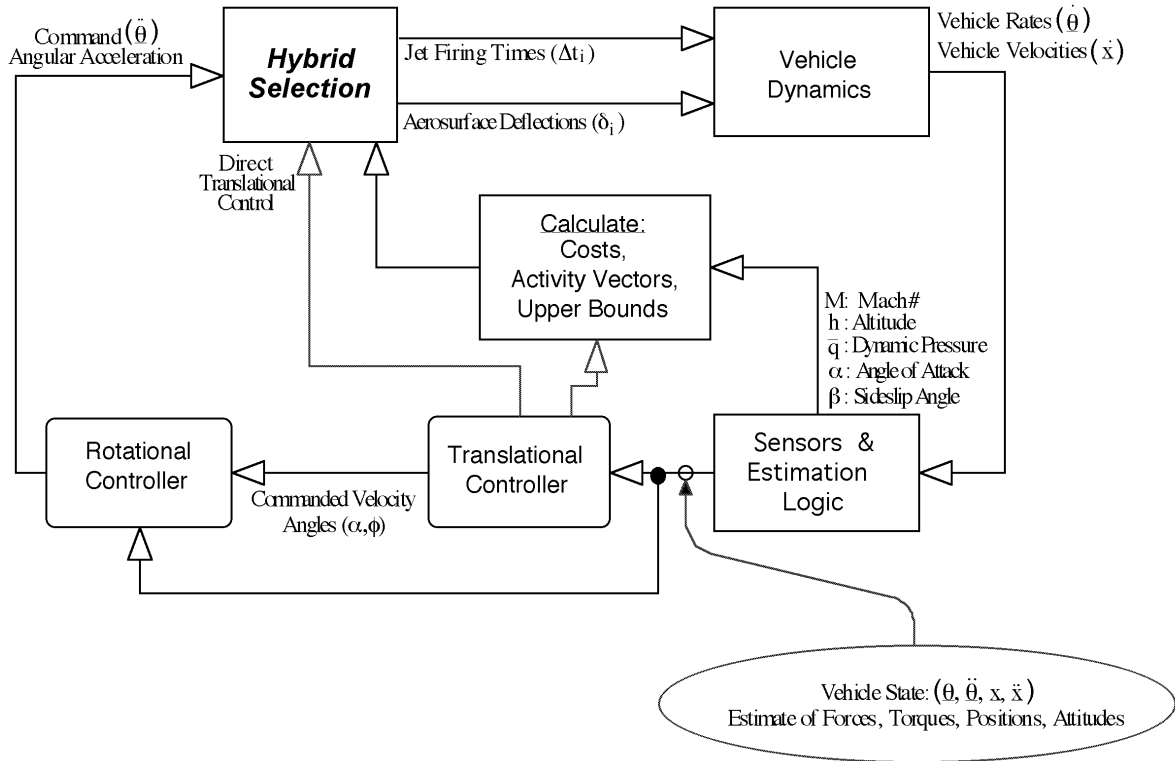 Command (θ̈)
Angular Acceleration
Hybrid
Selection
Jet Firing Times (Δtᵢ)
Aerosurface Deflections (δᵢ)
Vehicle
Dynamics
Vehicle Rates (θ̲̇)
Vehicle Velocities (ẋ)
Direct
Translational
Control
Calculate:
Costs,
Activity Vectors,
Upper Bounds
M: Mach#
h : Altitude
q̅ : Dynamic Pressure
α : Angle of Attack
β : Sideslip Angle
Rotational
Controller
Commanded Velocity
Angles (α,ϕ)
Translational
Controller
Sensors &
Estimation
Logic
Vehicle State: (θ̲, θ̲̈, x, ẍ)
Estimate of Forces, Torques, Positions, Attitudes